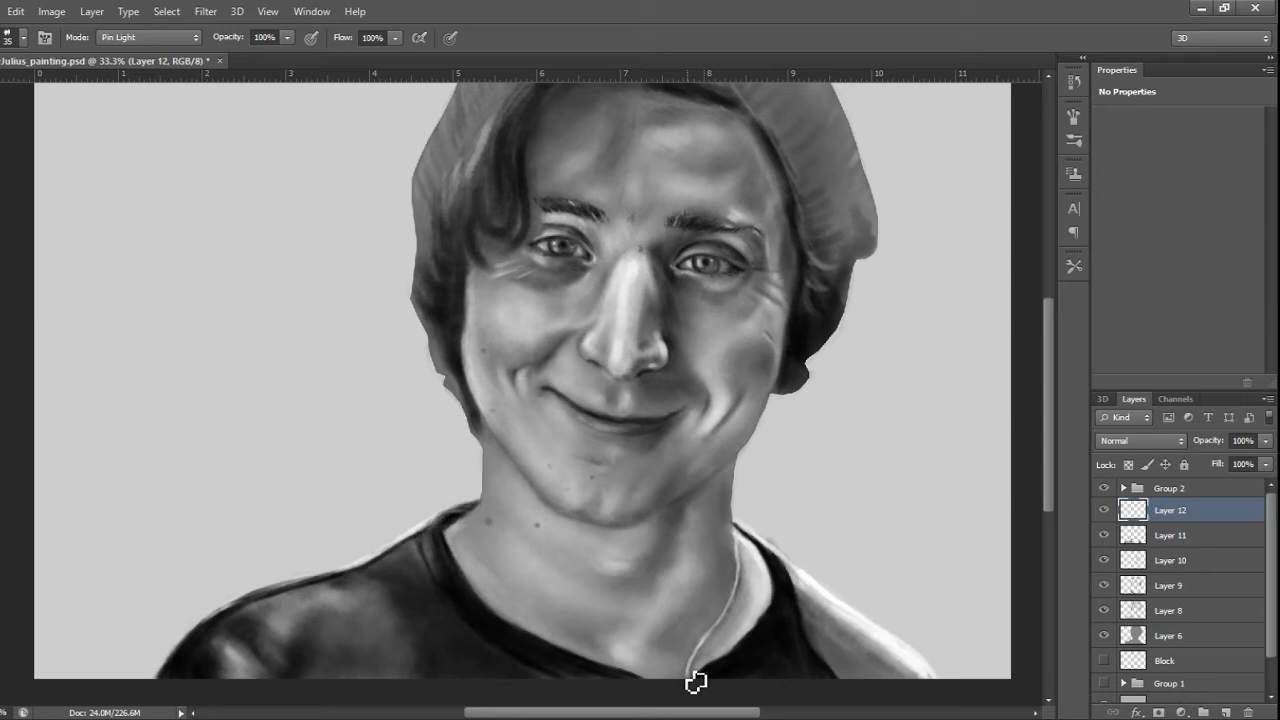 Edit Image Layer Type Select Filter 3D View Window Help
35 Mode: Pin Light Opacity: 100% Flow: 100% 3D
Julius_painting.psd @ 33.3% (Layer 12, RGB/8) * ×
0 1 2 3 4 5 6 7 8 9 10 11
Properties
No Properties
3D Layers Channels
Kind
Normal Opacity: 100%
Lock: Fill: 100%
Group 2
Layer 12
Layer 11
Layer 10
Layer 9
Layer 8
Layer 6
Block
Group 1
% Doc: 24.0M/226.6M